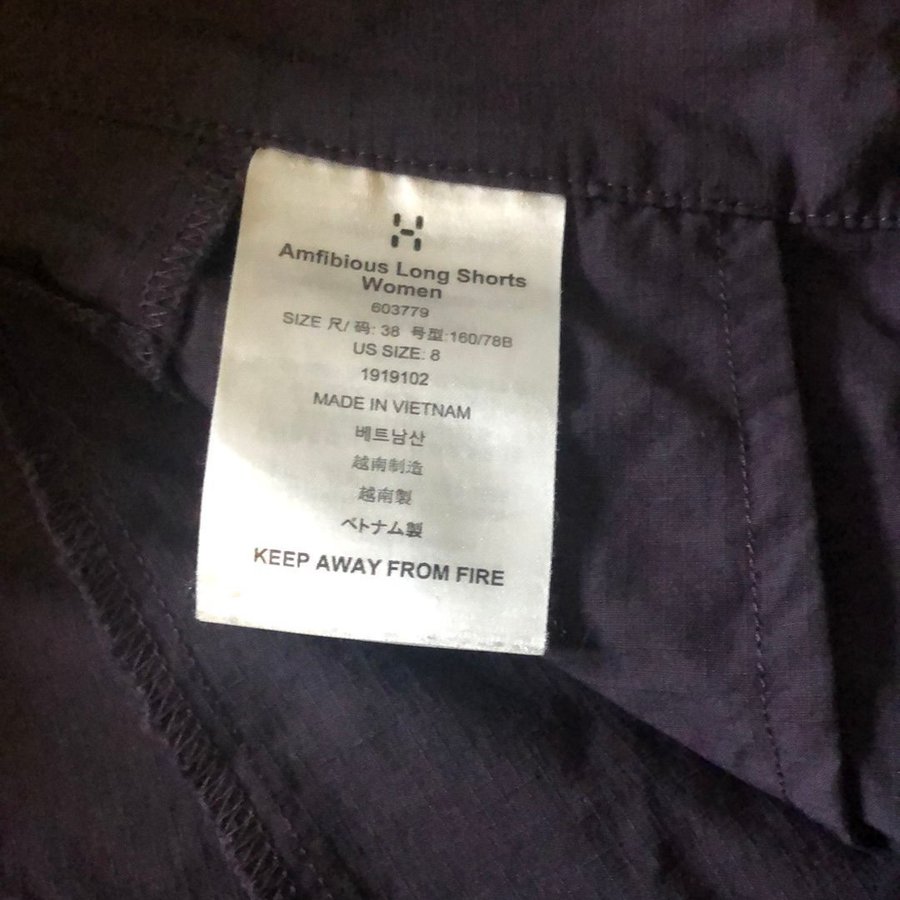 Amfibious Long Shorts
Women
603779
SIZE 尺/ 码: 38 号型:160/78B
US SIZE: 8
1919102
MADE IN VIETNAM
베트남산
越南制造
越南製
ベトナム製
KEEP AWAY FROM FIRE